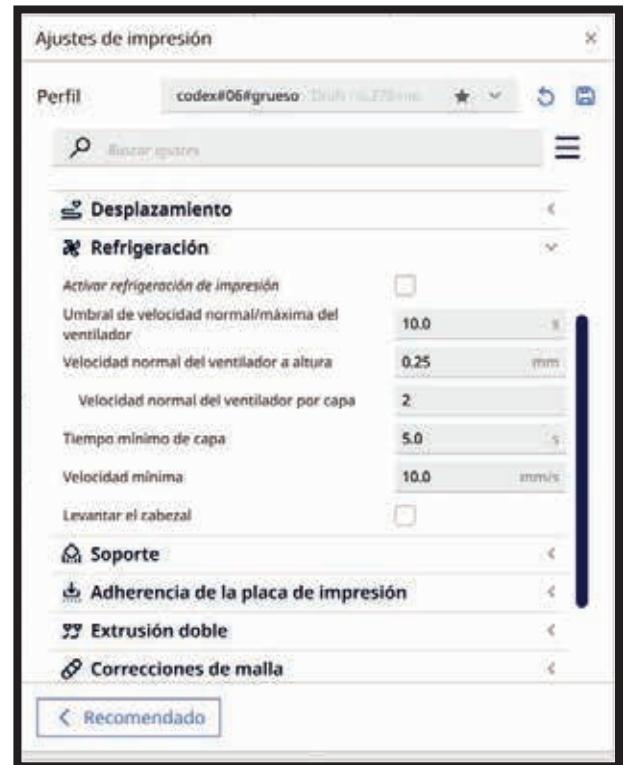 Ajustes de impresión
Perfil codex#06#grueso Draft
Buscar ajustes
Desplazamiento
Refrigeración
Activar refrigeración de impresión
Umbral de velocidad normal/máxima del
ventilador 10.0 s
Velocidad normal del ventilador a altura 0.25 mm
Velocidad normal del ventilador por capa 2
Tiempo mínimo de capa 5.0 s
Velocidad mínima 10.0 mm/s
Levantar el cabezal
Soporte
Adherencia de la placa de impresión
Extrusión doble
Correcciones de malla
Recomendado